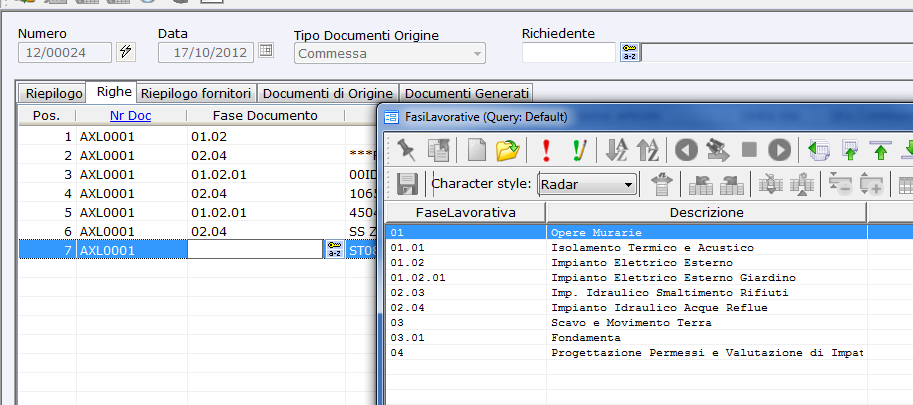 Numero Data Tipo Documenti Origine Richiedente
12/00024 17/10/2012 Commessa
Riepilogo Righe Riepilogo fornitori Documenti di Origine Documenti Generati
Pos. Nr Doc Fase Documento
1 AXL0001 01.02
2 AXL0001 02.04
3 AXL0001 01.02.01 00ID
4 AXL0001 02.04 1065
5 AXL0001 01.02.01 4504
6 AXL0001 02.04 SS Z
7 AXL0001 a-z ST08
FasiLavorative (Query: Default)
Character style: Radar
FaseLavorativa Descrizione
01 Opere Murarie
01.01 Isolamento Termico e Acustico
01.02 Impianto Elettrico Esterno
01.02.01 Impianto Elettrico Esterno Giardino
02.03 Imp. Idraulico Smaltimento Rifiuti
02.04 Impianto Idraulico Acque Reflue
03 Scavo e Movimento Terra
03.01 Fondamenta
04 Progettazione Permessi e Valutazione di Impat